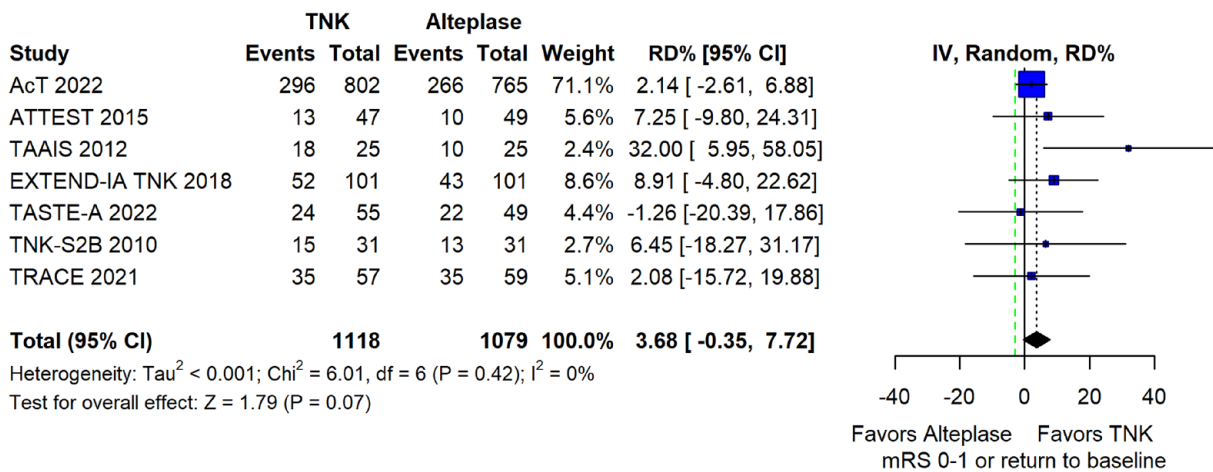 TNK Alteplase
Study Events Total Events Total Weight RD% [95% CI] IV, Random, RD%
AcT 2022 296 802 266 765 71.1% 2.14 [ -2.61, 6.88]
ATTEST 2015 13 47 10 49 5.6% 7.25 [ -9.80, 24.31]
TAAIS 2012 18 25 10 25 2.4% 32.00 [ 5.95, 58.05]
EXTEND-IA TNK 2018 52 101 43 101 8.6% 8.91 [ -4.80, 22.62]
TASTE-A 2022 24 55 22 49 4.4% -1.26 [-20.39, 17.86]
TNK-S2B 2010 15 31 13 31 2.7% 6.45 [-18.27, 31.17]
TRACE 2021 35 57 35 59 5.1% 2.08 [-15.72, 19.88]
Total (95% CI) 1118 1079 100.0% 3.68 [ -0.35, 7.72]
Heterogeneity: Tau² < 0.001; Chi² = 6.01, df = 6 (P = 0.42); I² = 0%
Test for overall effect: Z = 1.79 (P = 0.07)
-40 -20 0 20 40
Favors Alteplase Favors TNK
mRS 0-1 or return to baseline